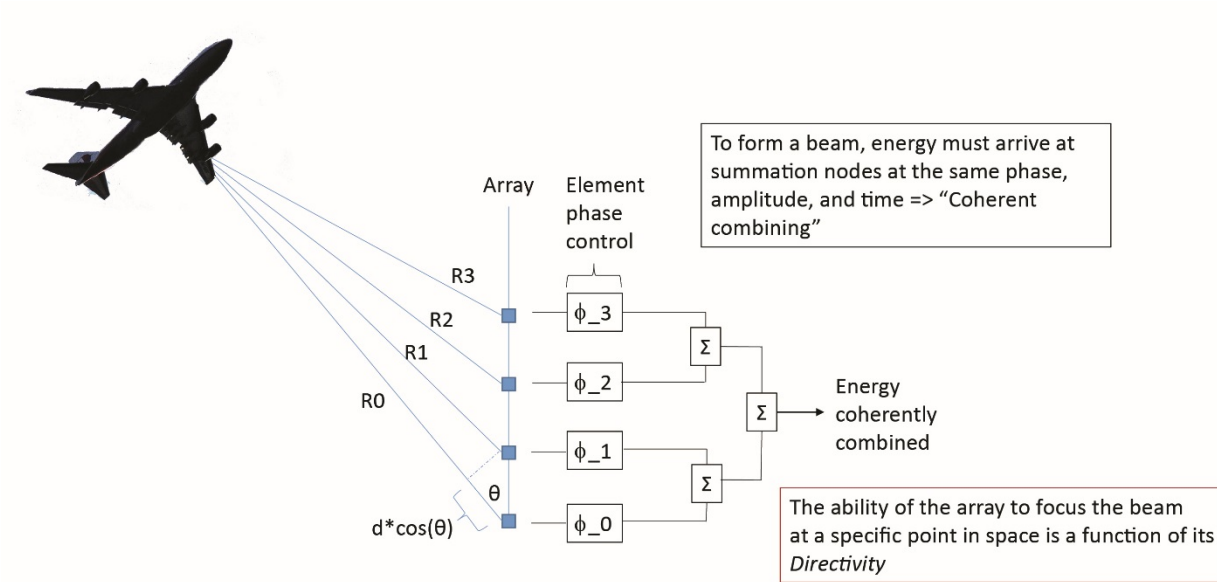 To form a beam, energy must arrive at
summation nodes at the same phase,
amplitude, and time => “Coherent
combining”
Array
Element
phase
control
R3
R2
R1
R0
ϕ_3
ϕ_2
ϕ_1
ϕ_0
Σ
Σ
Σ
Energy
coherently
combined
θ
d*cos(θ)
The ability of the array to focus the beam
at a specific point in space is a function of its
Directivity